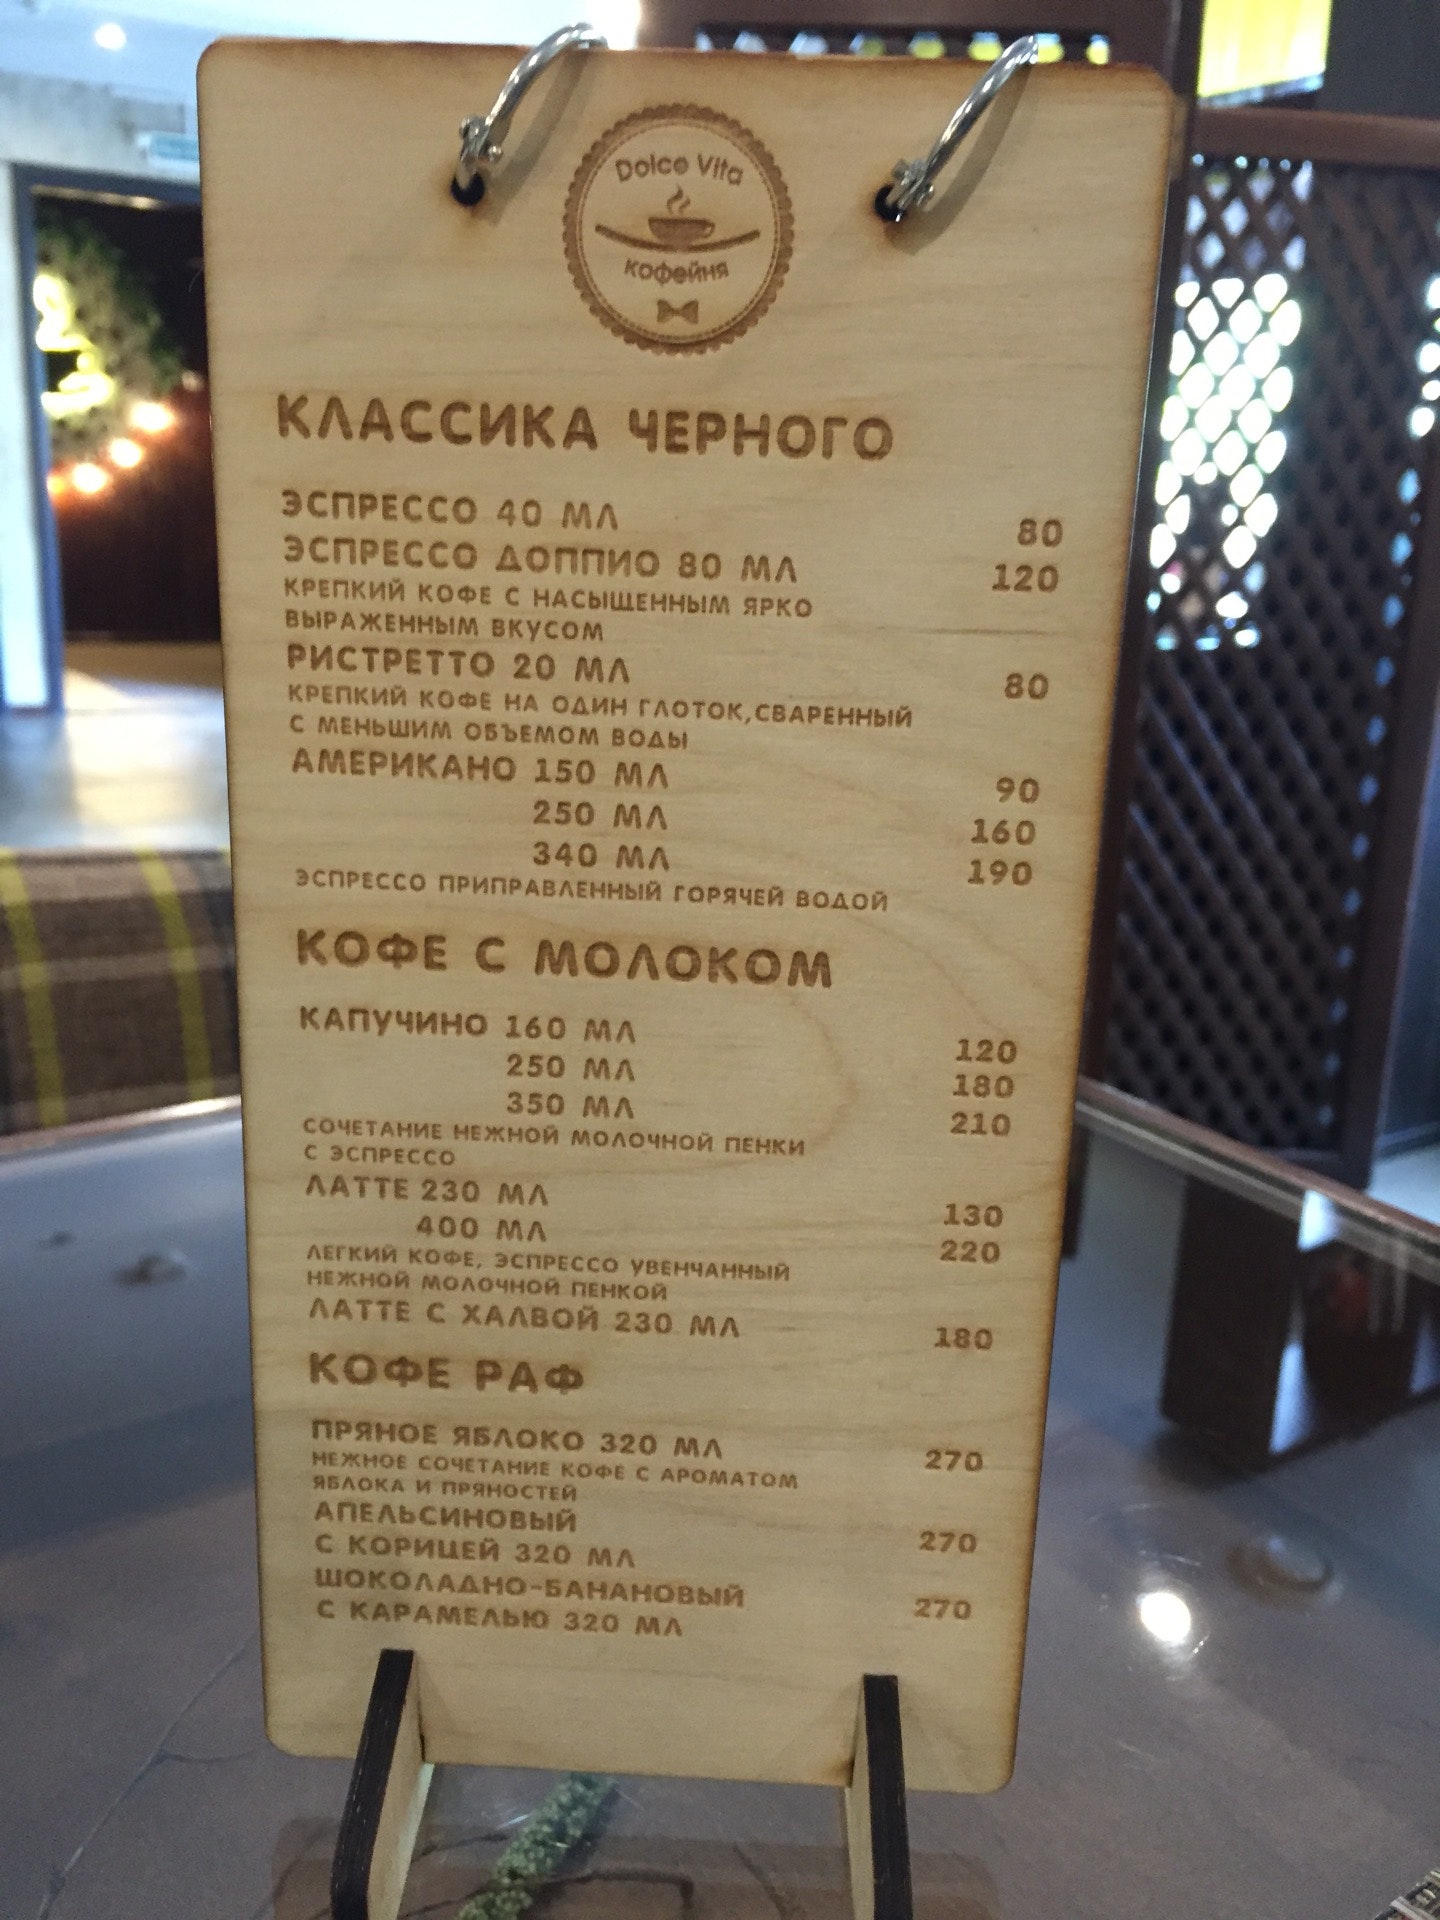 Dolce Vita
кофейня
КЛАССИКА ЧЕРНОГО
ЭСПРЕССО 40 МЛ 80
ЭСПРЕССО ДОППИО 80 МЛ 120
КРЕПКИЙ КОФЕ С НАСЫЩЕННЫМ ЯРКО
ВЫРАЖЕННЫМ ВКУСОМ
РИСТРЕТТО 20 МЛ 80
КРЕПКИЙ КОФЕ НА ОДИН ГЛОТОК,СВАРЕННЫЙ
С МЕНЬШИМ ОБЪЕМОМ ВОДЫ
АМЕРИКАНО 150 МЛ 90
250 МЛ 160
340 МЛ 190
ЭСПРЕССО ПРИПРАВЛЕННЫЙ ГОРЯЧЕЙ ВОДОЙ
КОФЕ С МОЛОКОМ
КАПУЧИНО 160 МЛ 120
250 МЛ 180
350 МЛ 210
СОЧЕТАНИЕ НЕЖНОЙ МОЛОЧНОЙ ПЕНКИ
С ЭСПРЕССО
ЛАТТЕ 230 МЛ 130
400 МЛ 220
ЛЕГКИЙ КОФЕ, ЭСПРЕССО УВЕНЧАННЫЙ
НЕЖНОЙ МОЛОЧНОЙ ПЕНКОЙ
ЛАТТЕ С ХАЛВОЙ 230 МЛ 180
КОФЕ РАФ
ПРЯНОЕ ЯБЛОКО 320 МЛ 270
НЕЖНОЕ СОЧЕТАНИЕ КОФЕ С АРОМАТОМ
ЯБЛОКА И ПРЯНОСТЕЙ
АПЕЛЬСИНОВЫЙ
С КОРИЦЕЙ 320 МЛ 270
ШОКОЛАДНО-БАНАНОВЫЙ
С КАРАМЕЛЬЮ 320 МЛ 270